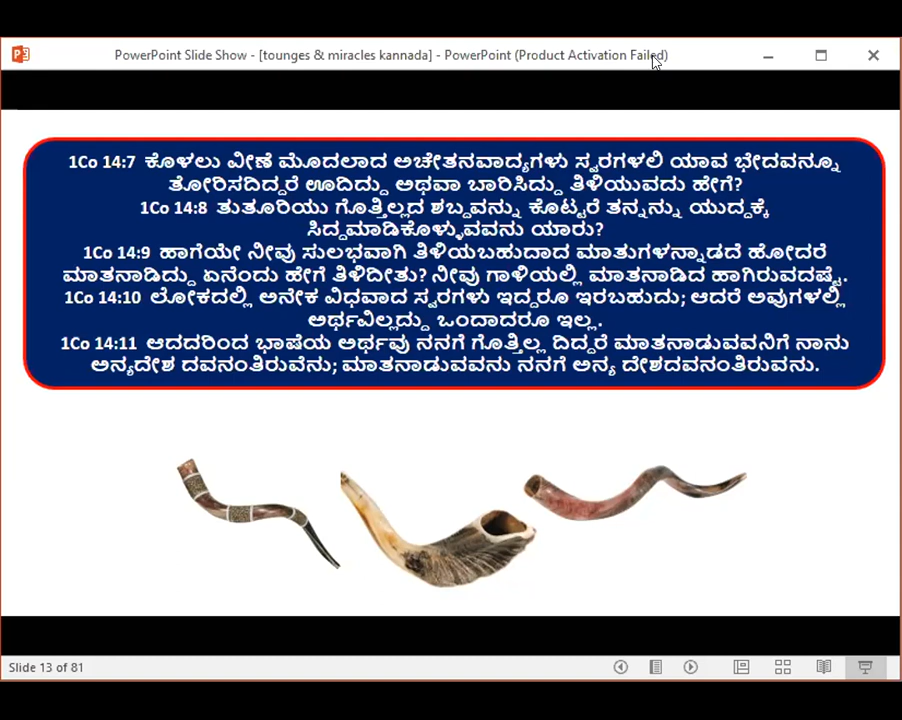 PowerPoint Slide Show - [tounges & miracles kannada] - PowerPoint (Product Activation Failed)
1Co 14:7 ಕೊಳಲು ವೀಣೆ ಮೊದಲಾದ ಅಚೇತನವಾದ್ಯಗಳು ಸ್ವರಗಳಲಿ ಯಾವ ಭೇದವನ್ನೂ
ತೋರಿಸದಿದ್ದರೆ ಊದಿದ್ದು ಅಥವಾ ಬಾರಿಸಿದ್ದು ತಿಳಿಯುವದು ಹೇಗೆ?
1Co 14:8 ತುತೂರಿಯು ಗೊತ್ತಿಲ್ಲದ ಶಬ್ದವನ್ನು ಕೊಟ್ಟರೆ ತನ್ನನ್ನು ಯುದ್ದಕ್ಕೆ
ಸಿದ್ದಮಾಡಿಕೊಳ್ಳುವವನು ಯಾರು?
1Co 14:9 ಹಾಗೆಯೇ ನೀವು ಸುಲಭವಾಗಿ ತಿಳಿಯಬಹುದಾದ ಮಾತುಗಳನ್ನಾಡದೆ ಹೋದರೆ
ಮಾತನಾಡಿದ್ದು ಏನೆಂದು ಹೇಗೆ ತಿಳಿದೀತು? ನೀವು ಗಾಳಿಯಲ್ಲಿ ಮಾತನಾಡಿದ ಹಾಗಿರುವದಷ್ಟೆ.
1Co 14:10 ಲೋಕದಲ್ಲಿ ಅನೇಕ ವಿಧವಾದ ಸ್ವರಗಳು ಇದ್ದರೂ ಇರಬಹುದು; ಆದರೆ ಅವುಗಳಲ್ಲಿ
ಅರ್ಥವಿಲ್ಲದ್ದು ಒಂದಾದರೂ ಇಲ್ಲ.
1Co 14:11 ಆದದರಿಂದ ಭಾಷೆಯ ಅರ್ಥವು ನನಗೆ ಗೊತ್ತಿಲ್ಲ ದಿದ್ದರೆ ಮಾತನಾಡುವವನಿಗೆ ನಾನು
ಅನ್ಯದೇಶ ದವನಂತಿರುವೆನು; ಮಾತನಾಡುವವನು ನನಗೆ ಅನ್ಯ ದೇಶದವನಂತಿರುವನು.
Slide 13 of 81